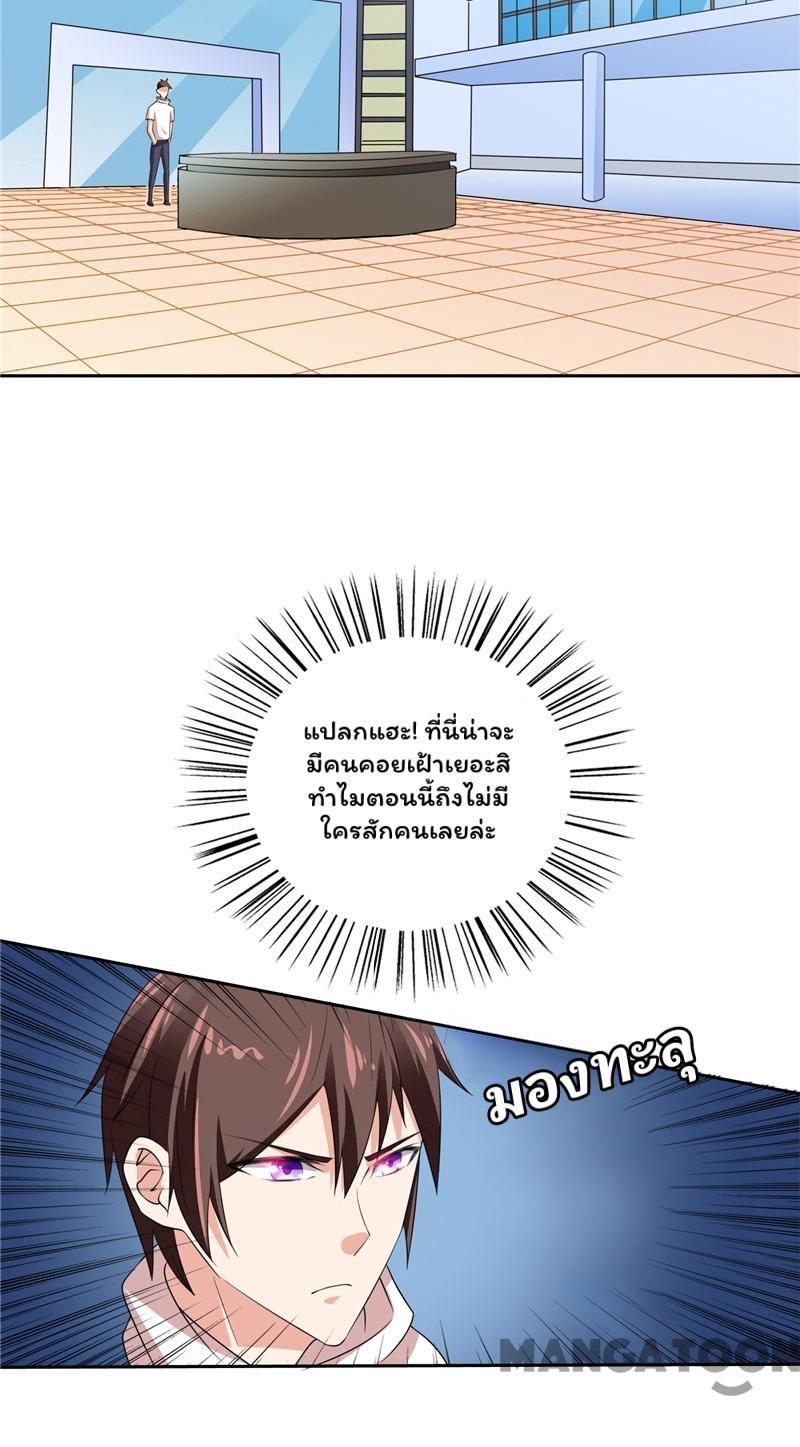 แปลกแฮะ! ที่นี่น่าจะ
มีคนคอยเฝ้าเยอะสิ
ทำไมตอนนี้ถึงไม่มี
ใครสักคนเลยล่ะ
มองทะลุ
MANGATOON